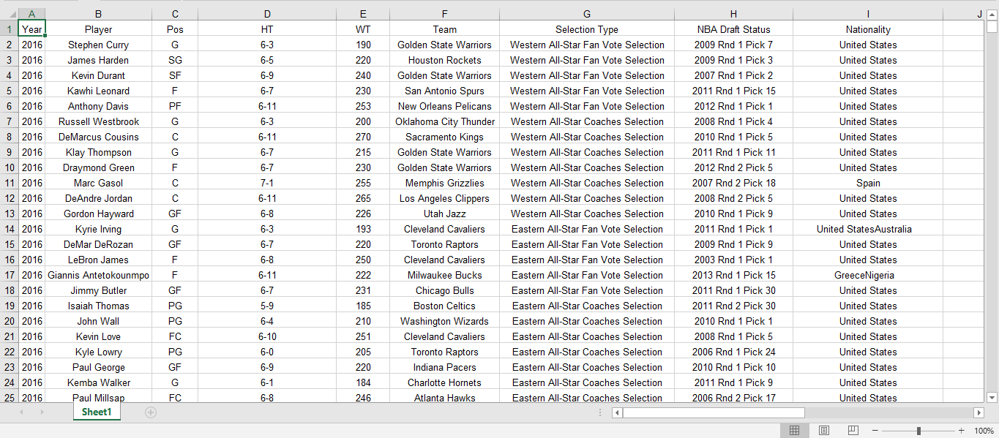 A B C D E F G H I J
1 Year Player Pos HT WT Team Selection Type NBA Draft Status Nationality
2 2016 Stephen Curry G 6-3 190 Golden State Warriors Western All-Star Fan Vote Selection 2009 Rnd 1 Pick 7 United States
3 2016 James Harden SG 6-5 220 Houston Rockets Western All-Star Fan Vote Selection 2009 Rnd 1 Pick 3 United States
4 2016 Kevin Durant SF 6-9 240 Golden State Warriors Western All-Star Fan Vote Selection 2007 Rnd 1 Pick 2 United States
5 2016 Kawhi Leonard F 6-7 230 San Antonio Spurs Western All-Star Fan Vote Selection 2011 Rnd 1 Pick 15 United States
6 2016 Anthony Davis PF 6-11 253 New Orleans Pelicans Western All-Star Fan Vote Selection 2012 Rnd 1 Pick 1 United States
7 2016 Russell Westbrook G 6-3 200 Oklahoma City Thunder Western All-Star Coaches Selection 2008 Rnd 1 Pick 4 United States
8 2016 DeMarcus Cousins C 6-11 270 Sacramento Kings Western All-Star Coaches Selection 2010 Rnd 1 Pick 5 United States
9 2016 Klay Thompson G 6-7 215 Golden State Warriors Western All-Star Coaches Selection 2011 Rnd 1 Pick 11 United States
10 2016 Draymond Green F 6-7 230 Golden State Warriors Western All-Star Coaches Selection 2012 Rnd 2 Pick 5 United States
11 2016 Marc Gasol C 7-1 255 Memphis Grizzlies Western All-Star Coaches Selection 2007 Rnd 2 Pick 18 Spain
12 2016 DeAndre Jordan C 6-11 265 Los Angeles Clippers Western All-Star Coaches Selection 2008 Rnd 2 Pick 5 United States
13 2016 Gordon Hayward GF 6-8 226 Utah Jazz Western All-Star Coaches Selection 2010 Rnd 1 Pick 9 United States
14 2016 Kyrie Irving G 6-3 193 Cleveland Cavaliers Eastern All-Star Fan Vote Selection 2011 Rnd 1 Pick 1 United StatesAustralia
15 2016 DeMar DeRozan GF 6-7 220 Toronto Raptors Eastern All-Star Fan Vote Selection 2009 Rnd 1 Pick 9 United States
16 2016 LeBron James F 6-8 250 Cleveland Cavaliers Eastern All-Star Fan Vote Selection 2003 Rnd 1 Pick 1 United States
17 2016 Giannis Antetokounmpo F 6-11 222 Milwaukee Bucks Eastern All-Star Fan Vote Selection 2013 Rnd 1 Pick 15 GreeceNigeria
18 2016 Jimmy Butler GF 6-7 231 Chicago Bulls Eastern All-Star Fan Vote Selection 2011 Rnd 1 Pick 30 United States
19 2016 Isaiah Thomas PG 5-9 185 Boston Celtics Eastern All-Star Coaches Selection 2011 Rnd 2 Pick 30 United States
20 2016 John Wall PG 6-4 210 Washington Wizards Eastern All-Star Coaches Selection 2010 Rnd 1 Pick 1 United States
21 2016 Kevin Love FC 6-10 251 Cleveland Cavaliers Eastern All-Star Coaches Selection 2008 Rnd 1 Pick 5 United States
22 2016 Kyle Lowry PG 6-0 205 Toronto Raptors Eastern All-Star Coaches Selection 2006 Rnd 1 Pick 24 United States
23 2016 Paul George GF 6-9 220 Indiana Pacers Eastern All-Star Coaches Selection 2010 Rnd 1 Pick 10 United States
24 2016 Kemba Walker G 6-1 184 Charlotte Hornets Eastern All-Star Coaches Selection 2011 Rnd 1 Pick 9 United States
25 2016 Paul Millsap FC 6-8 246 Atlanta Hawks Eastern All-Star Coaches Selection 2006 Rnd 2 Pick 17 United States
Sheet1
100%